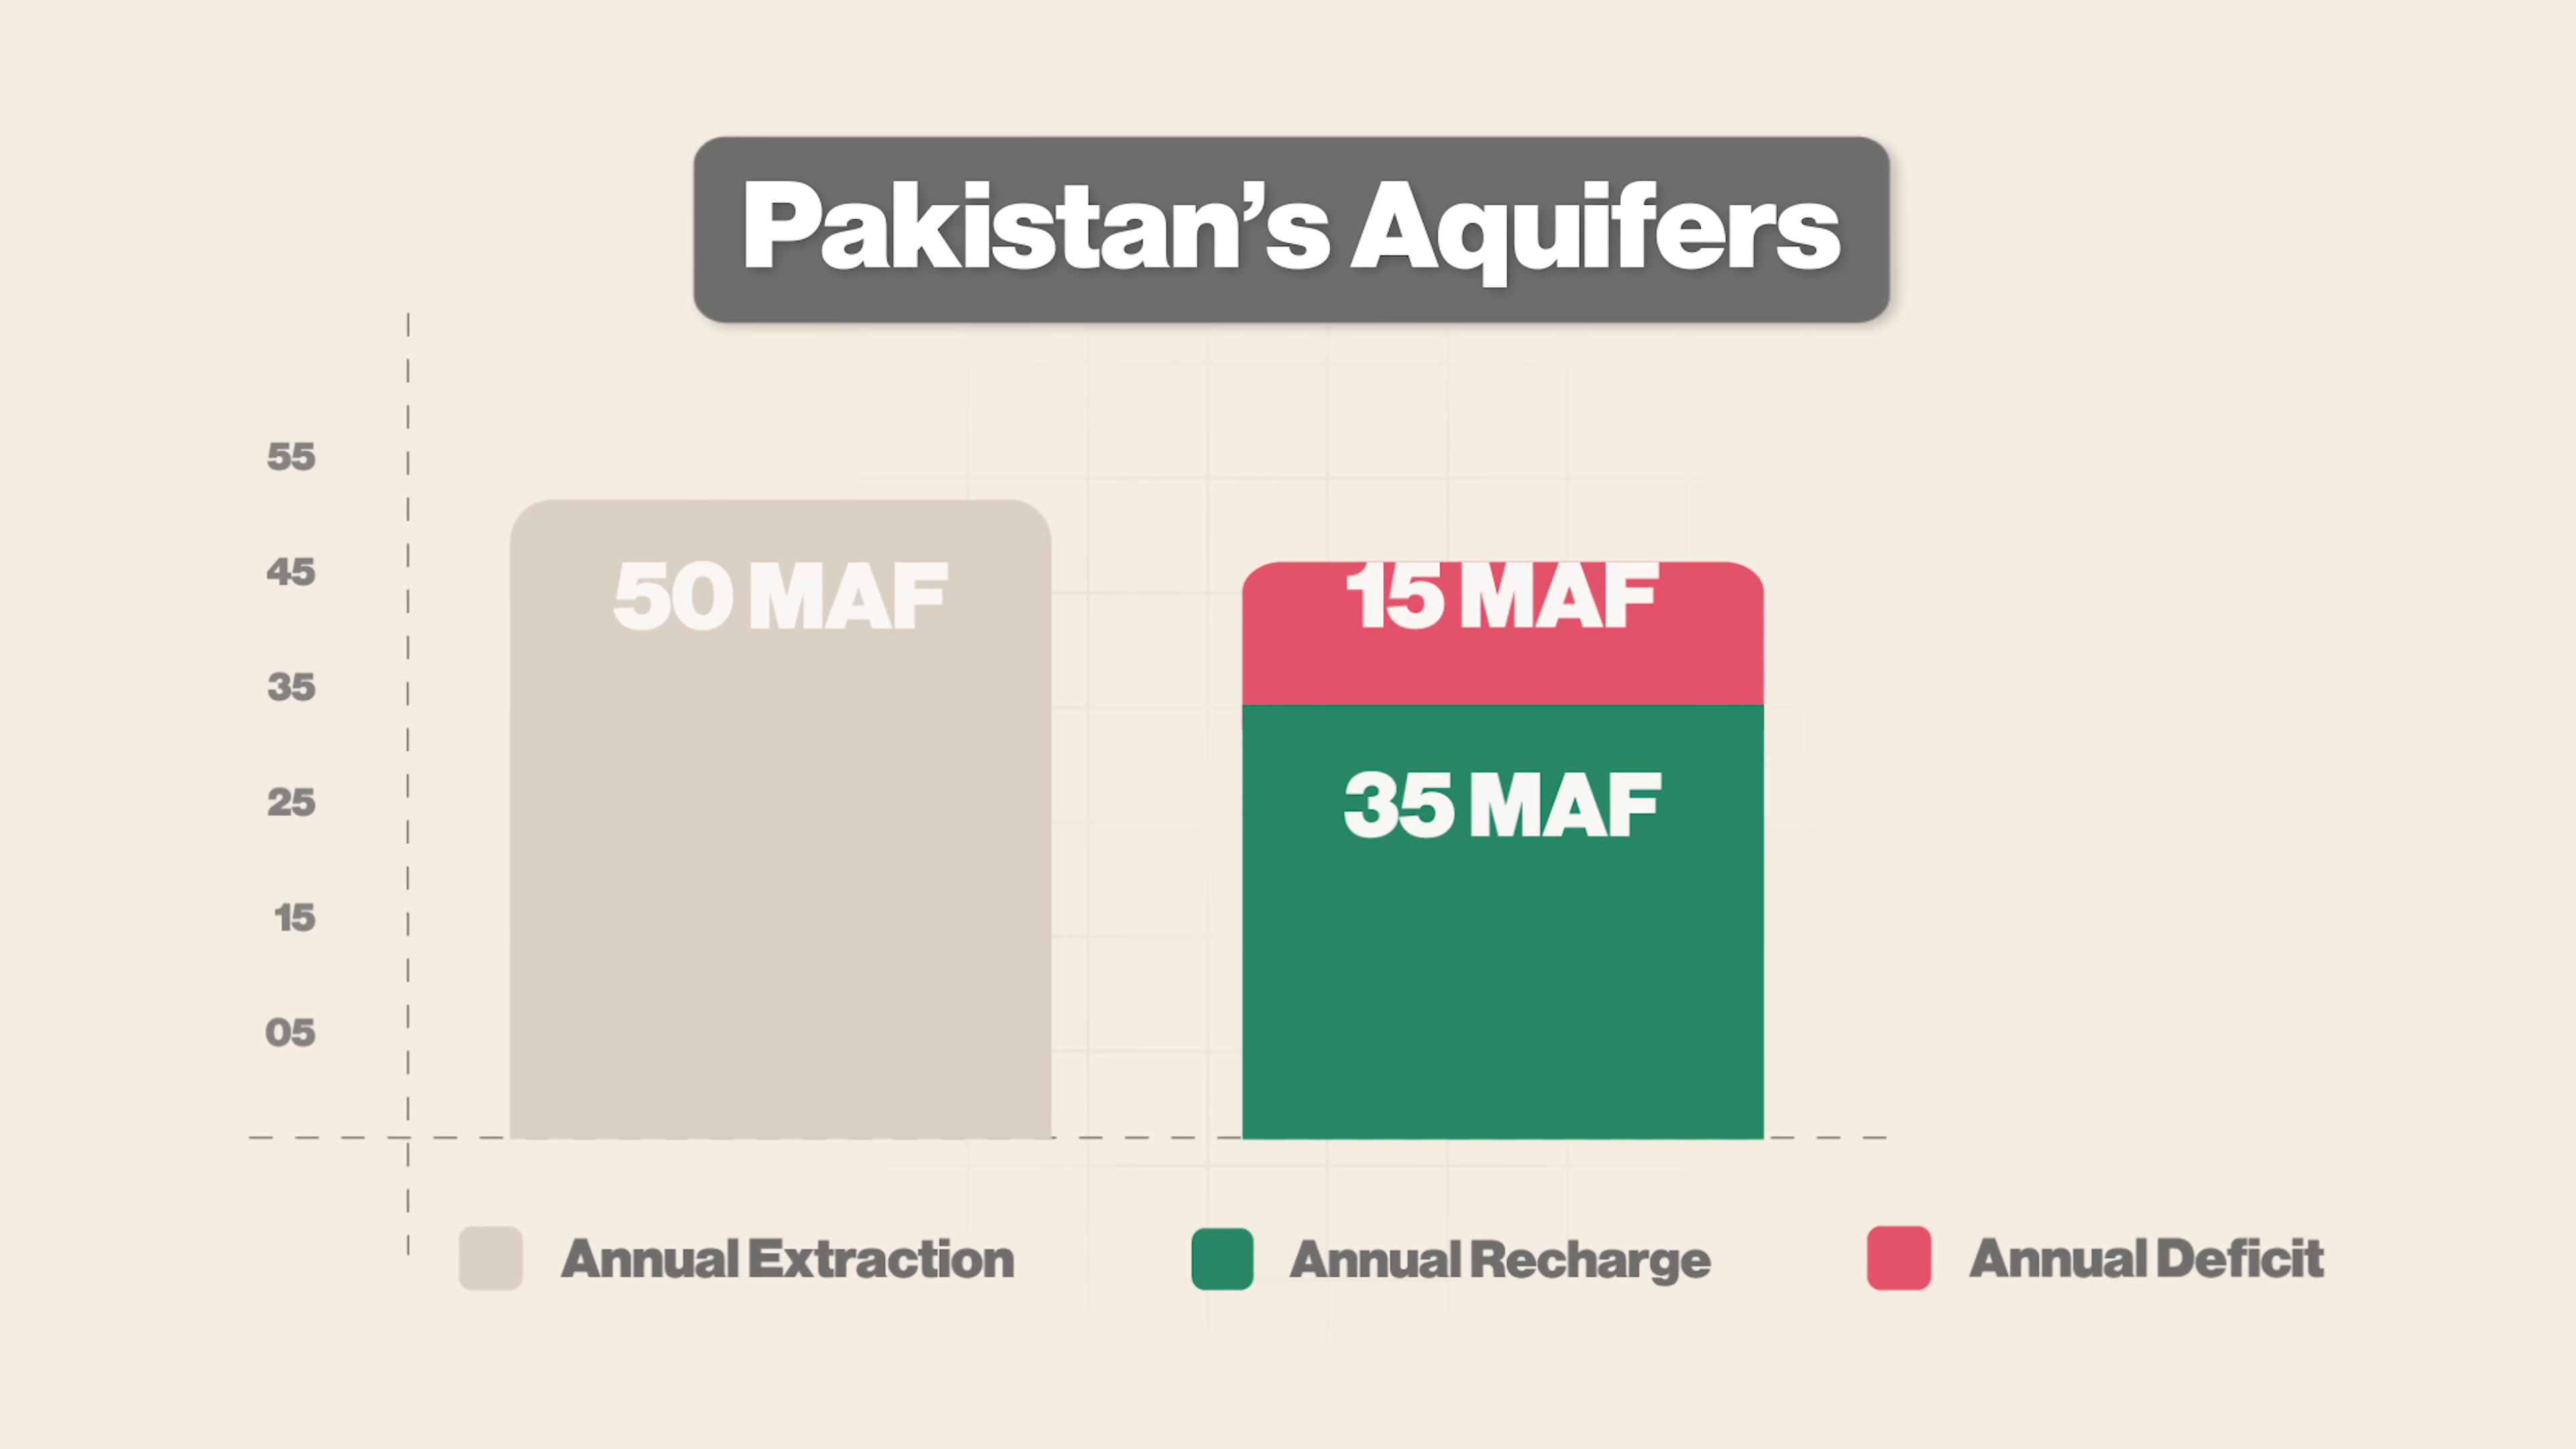 Pakistan’s Aquifers
55
45
35
25
15
05
50 MAF
15 MAF
35 MAF
Annual Extraction
Annual Recharge
Annual Deficit